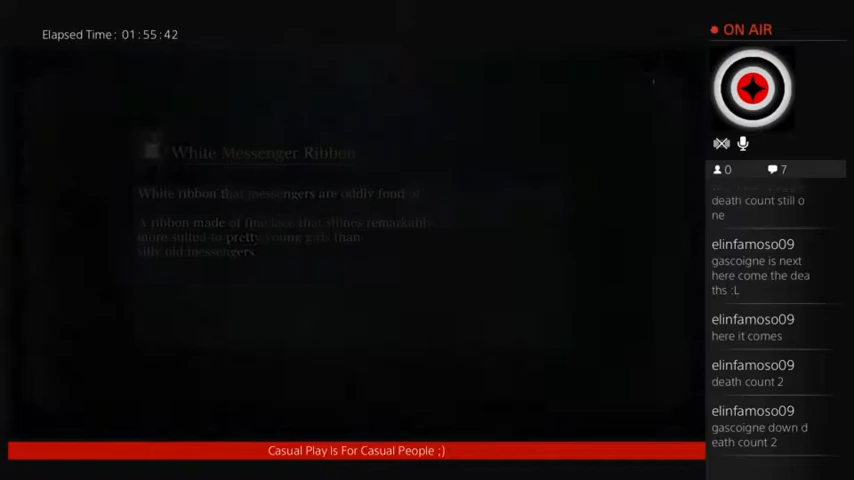 Elapsed Time: 01:55:42
White Messenger Ribbon
White ribbon that messengers are oddly fond of
A ribbon made of fine lace that shines remarkabl
more suited to pretty young girls than
silly old messengers.
Casual Play Is For Casual People ;)
ON AIR
0
7
death count still o
ne
elinfamoso09
gascoigne is next
here come the dea
ths :L
elinfamoso09
here it comes
elinfamoso09
death count 2
elinfamoso09
gascoigne down d
eath count 2